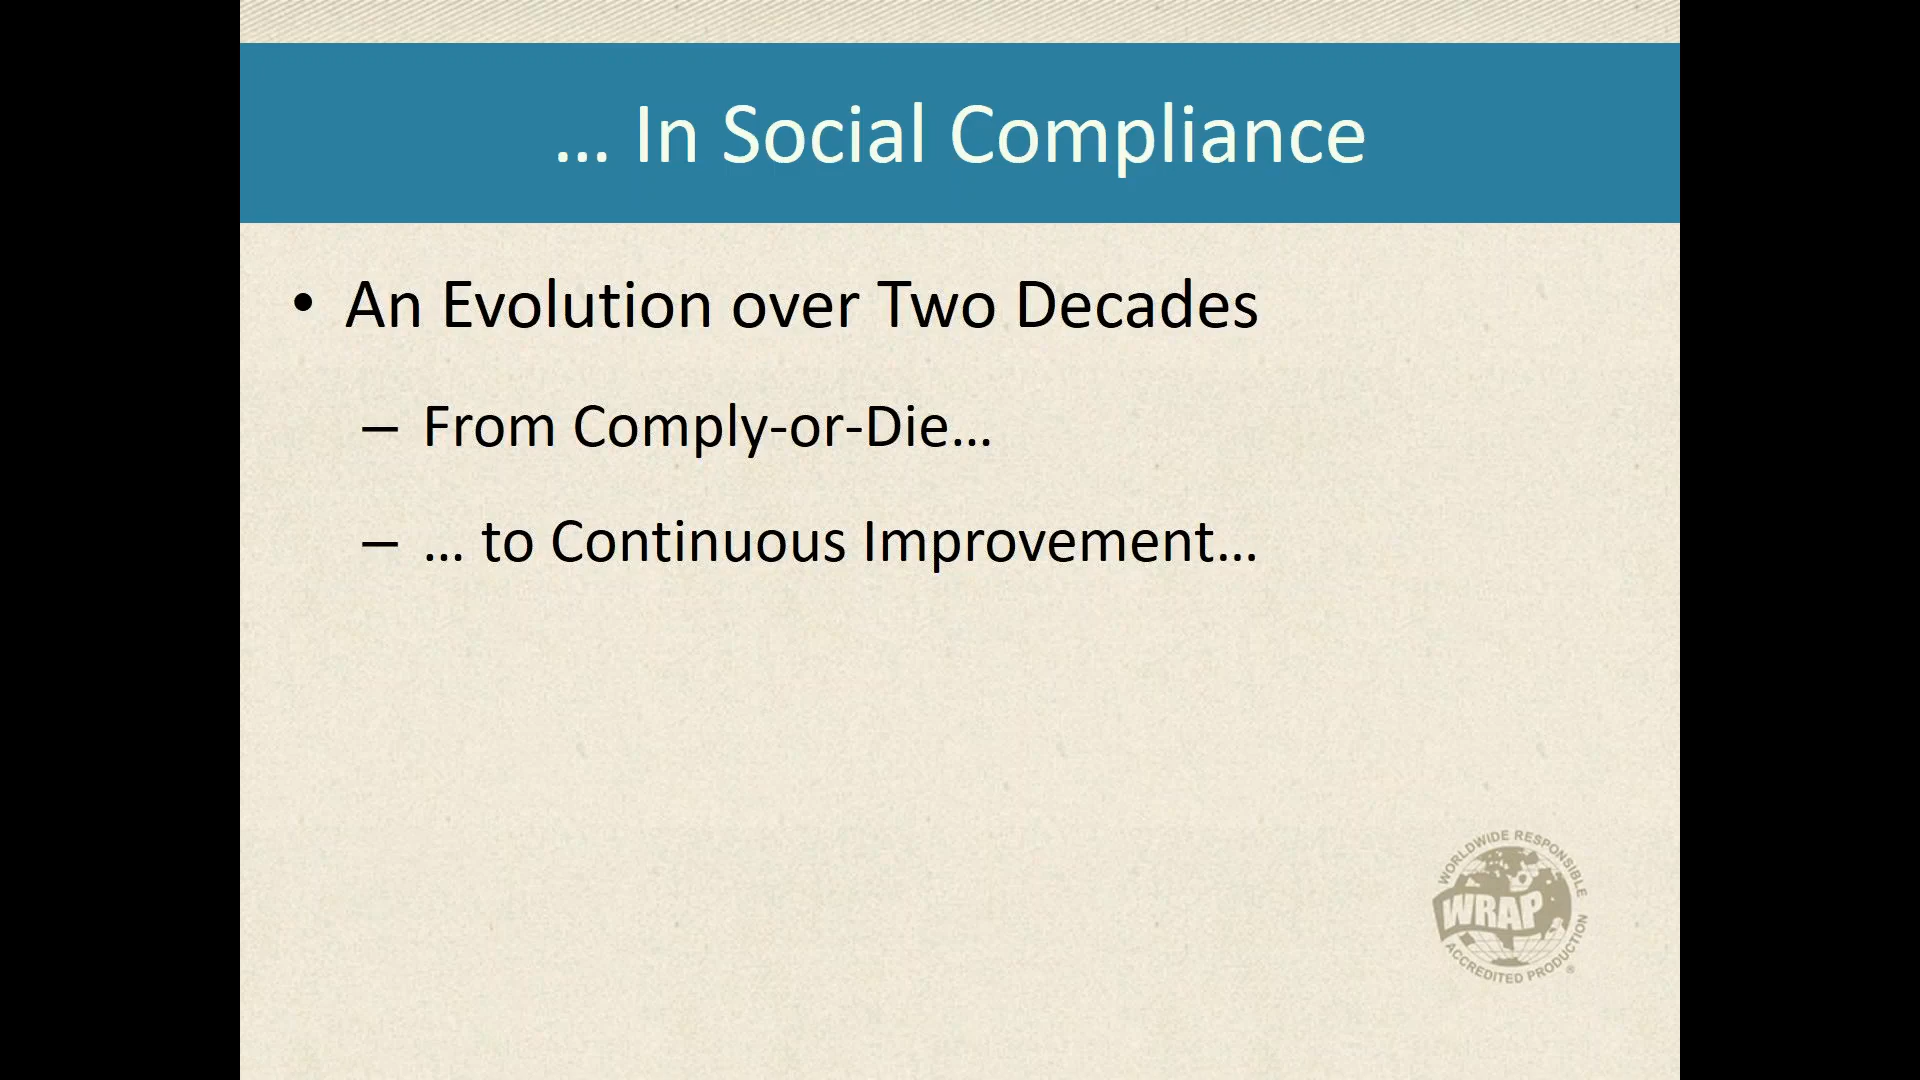 … In Social Compliance
• An Evolution over Two Decades
– From Comply-or-Die…
– … to Continuous Improvement…
WORLDWIDE RESPONSIBLE
WRAP
ACCREDITED PRODUCTION ®